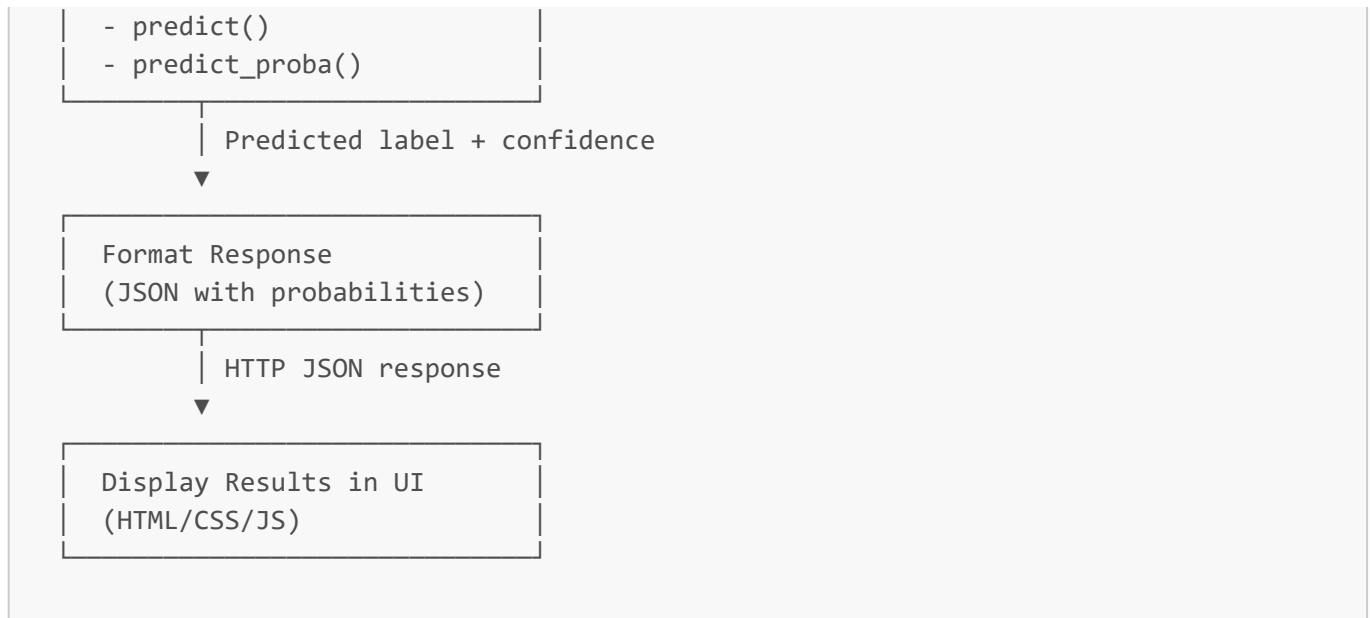 - predict()
- predict_proba()
Predicted label + confidence
▼
Format Response
(JSON with probabilities)
HTTP JSON response
▼
Display Results in UI
(HTML/CSS/JS)